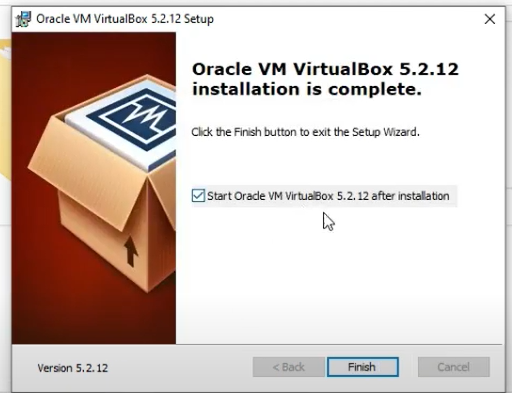 Oracle VM VirtualBox 5.2.12 Setup
Oracle VM VirtualBox 5.2.12
installation is complete.
Click the Finish button to exit the Setup Wizard.
Start Oracle VM VirtualBox 5.2.12 after installation
Version 5.2.12
< Back
Finish
Cancel